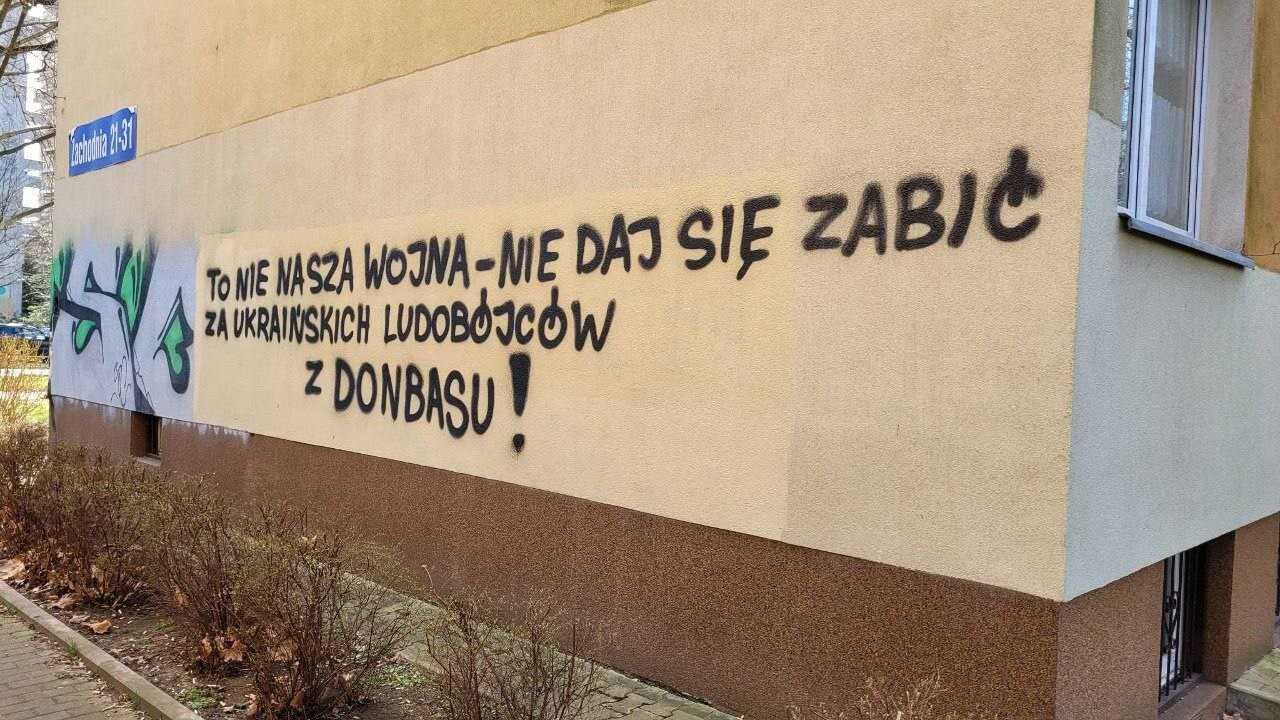 Zachodnia 21-31
TO NIE NASZA WOJNA - NIE DAJ SIĘ ZABIĆ
ZA UKRAIŃSKICH LUDOBÓJCÓW
Z DONBASU!